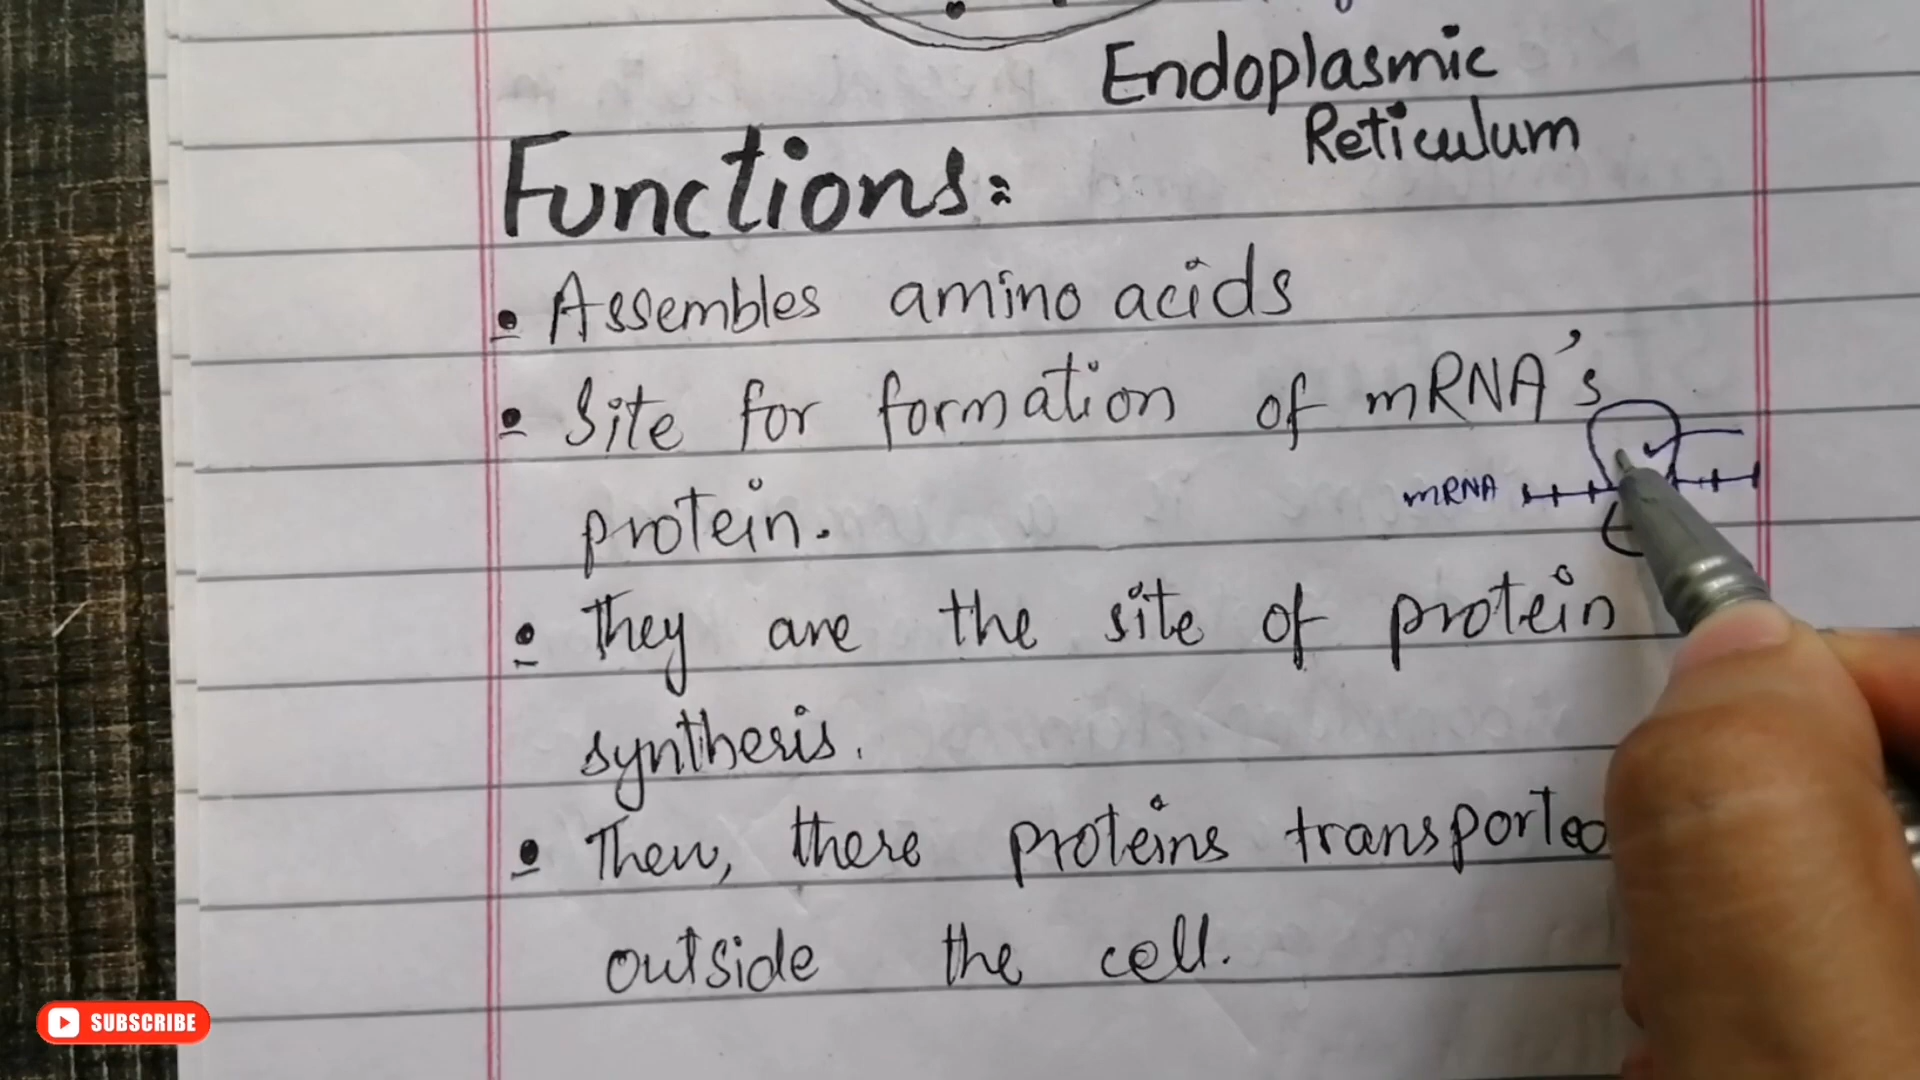 Endoplasmic
Reticulum
Functions:
• Assembles amino acids
• Site for formation of mRNA's
mRNA
protein.
• They are the site of protein
synthesis.
• Then, these proteins transported
outside the cell.
SUBSCRIBE